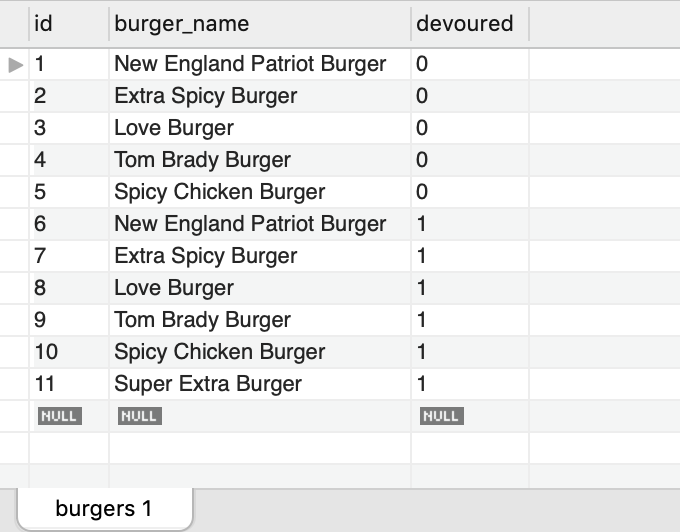 id burger_name devoured
1 New England Patriot Burger 0
2 Extra Spicy Burger 0
3 Love Burger 0
4 Tom Brady Burger 0
5 Spicy Chicken Burger 0
6 New England Patriot Burger 1
7 Extra Spicy Burger 1
8 Love Burger 1
9 Tom Brady Burger 1
10 Spicy Chicken Burger 1
11 Super Extra Burger 1
NULL NULL NULL
burgers 1